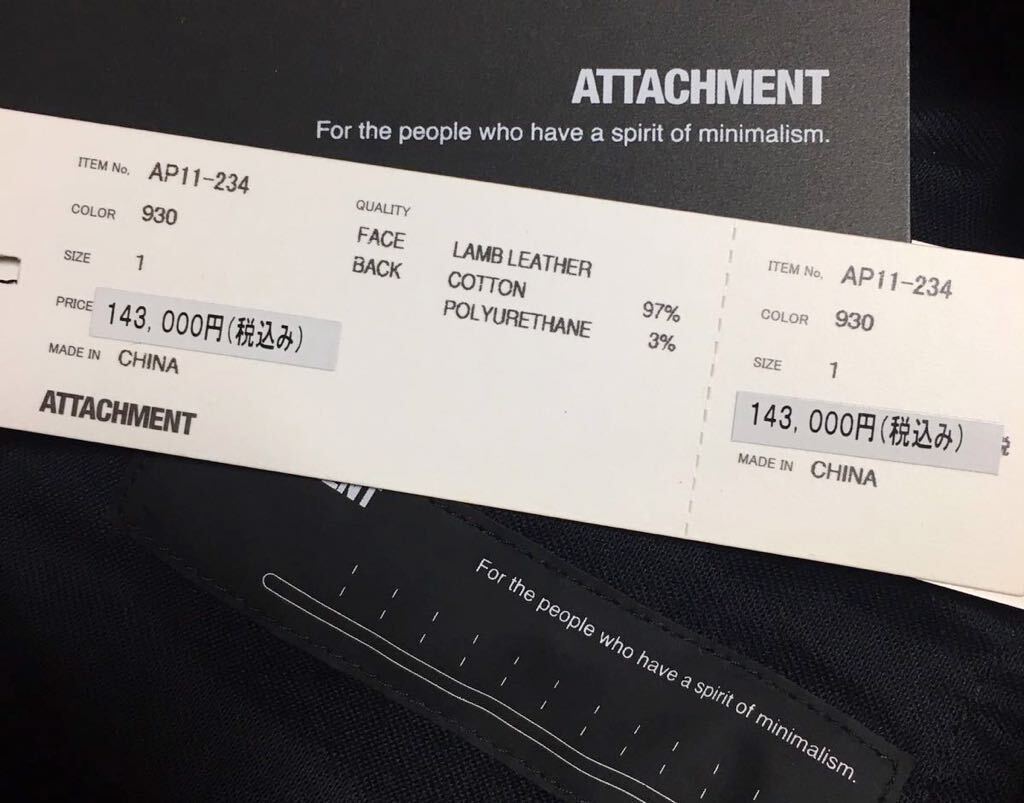 ATTACHMENT
For the people who have a spirit of minimalism.
ITEM No. AP11-234
COLOR 930
SIZE 1
PRICE 143,000円(税込み)
MADE IN CHINA
ATTACHMENT
QUALITY
FACE LAMB LEATHER
BACK COTTON 97%
POLYURETHANE 3%
ITEM No. AP11-234
COLOR 930
SIZE 1
143,000円(税込み)
MADE IN CHINA
For the people who have a spirit of minimalism.